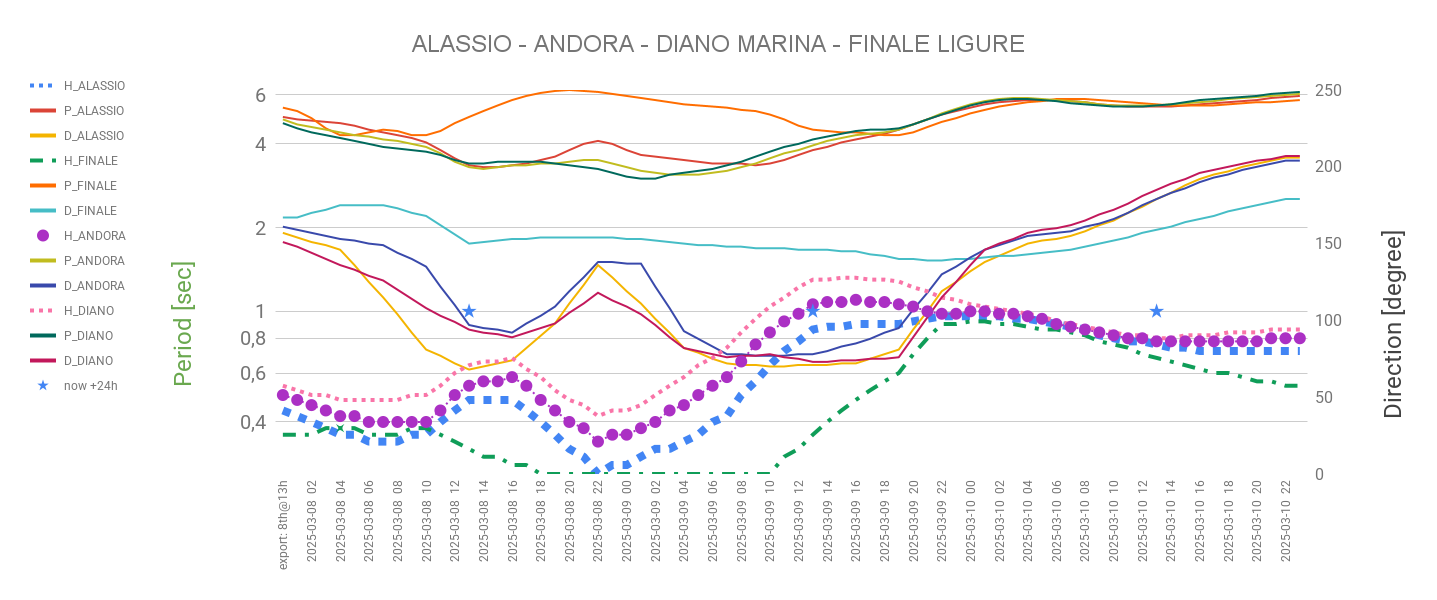 ALASSIO - ANDORA - DIANO MARINA - FINALE LIGURE
H_ALASSIO
P_ALASSIO
D_ALASSIO
H_FINALE
P_FINALE
D_FINALE
H_ANDORA
P_ANDORA
D_ANDORA
H_DIANO
P_DIANO
D_DIANO
now +24h
Period [sec]
6
4
2
1
0,8
0,6
0,4
250
200
150
100
50
0
Direction [degree]
export: 8th@13h
2025-03-08 02
2025-03-08 04
2025-03-08 06
2025-03-08 08
2025-03-08 10
2025-03-08 12
2025-03-08 14
2025-03-08 16
2025-03-08 18
2025-03-08 20
2025-03-08 22
2025-03-09 00
2025-03-09 02
2025-03-09 04
2025-03-09 06
2025-03-09 08
2025-03-09 10
2025-03-09 12
2025-03-09 14
2025-03-09 16
2025-03-09 18
2025-03-09 20
2025-03-09 22
2025-03-10 00
2025-03-10 02
2025-03-10 04
2025-03-10 06
2025-03-10 08
2025-03-10 10
2025-03-10 12
2025-03-10 14
2025-03-10 16
2025-03-10 18
2025-03-10 20
2025-03-10 22